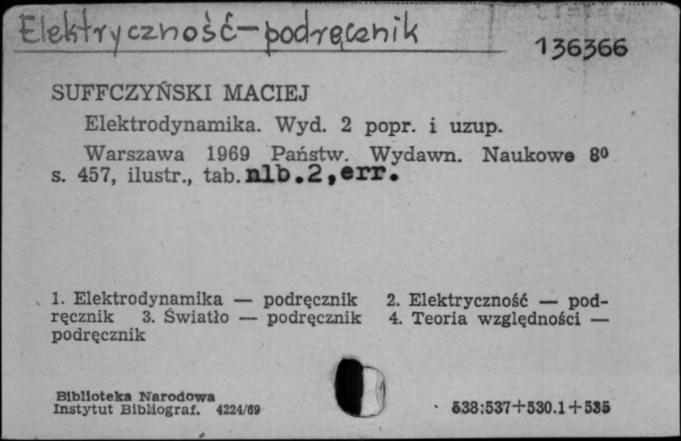 Elektryczność-podręcznik
136366
SUFFCZYŃSKI MACIEJ
Elektrodynamika. Wyd. 2 popr. i uzup.
Warszawa 1969 Państw. Wydawn. Naukowe 8⁰
s. 457, ilustr., tab. nlb.2,err.
1. Elektrodynamika — podręcznik 2. Elektryczność — pod-
ręcznik 3. Światło — podręcznik 4. Teoria względności —
podręcznik
Biblioteka Narodowa
Instytut Bibliograf. 4224/69
538:537+530.1+535